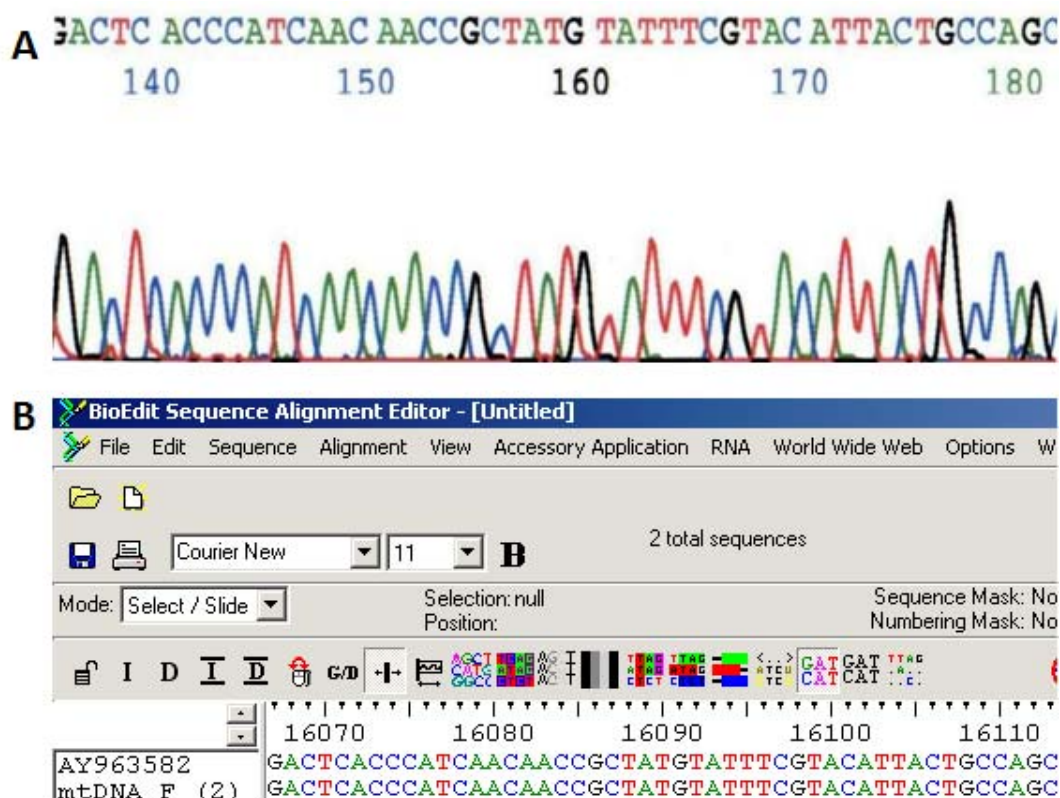 A
GACTC ACCCATCAAC AACCGCTATG TATTTCGTAC ATTACTGCCAGC
140 150 160 170 180
B
BioEdit Sequence Alignment Editor - [Untitled]
File Edit Sequence Alignment View Accessory Application RNA World Wide Web Options W
Courier New 11 B 2 total sequences
Mode: Select / Slide Selection: null Sequence Mask: No
Position: Numbering Mask: No
I D I D G/D
16070 16080 16090 16100 16110
AY963582 GACTCACCCATCAACAACCGCTATGTATTTCGTACATTACTGCCAGC
mtDNA F (2) GACTCACCCATCAACAACCGCTATGTATTTCGTACATTACTGCCAGC